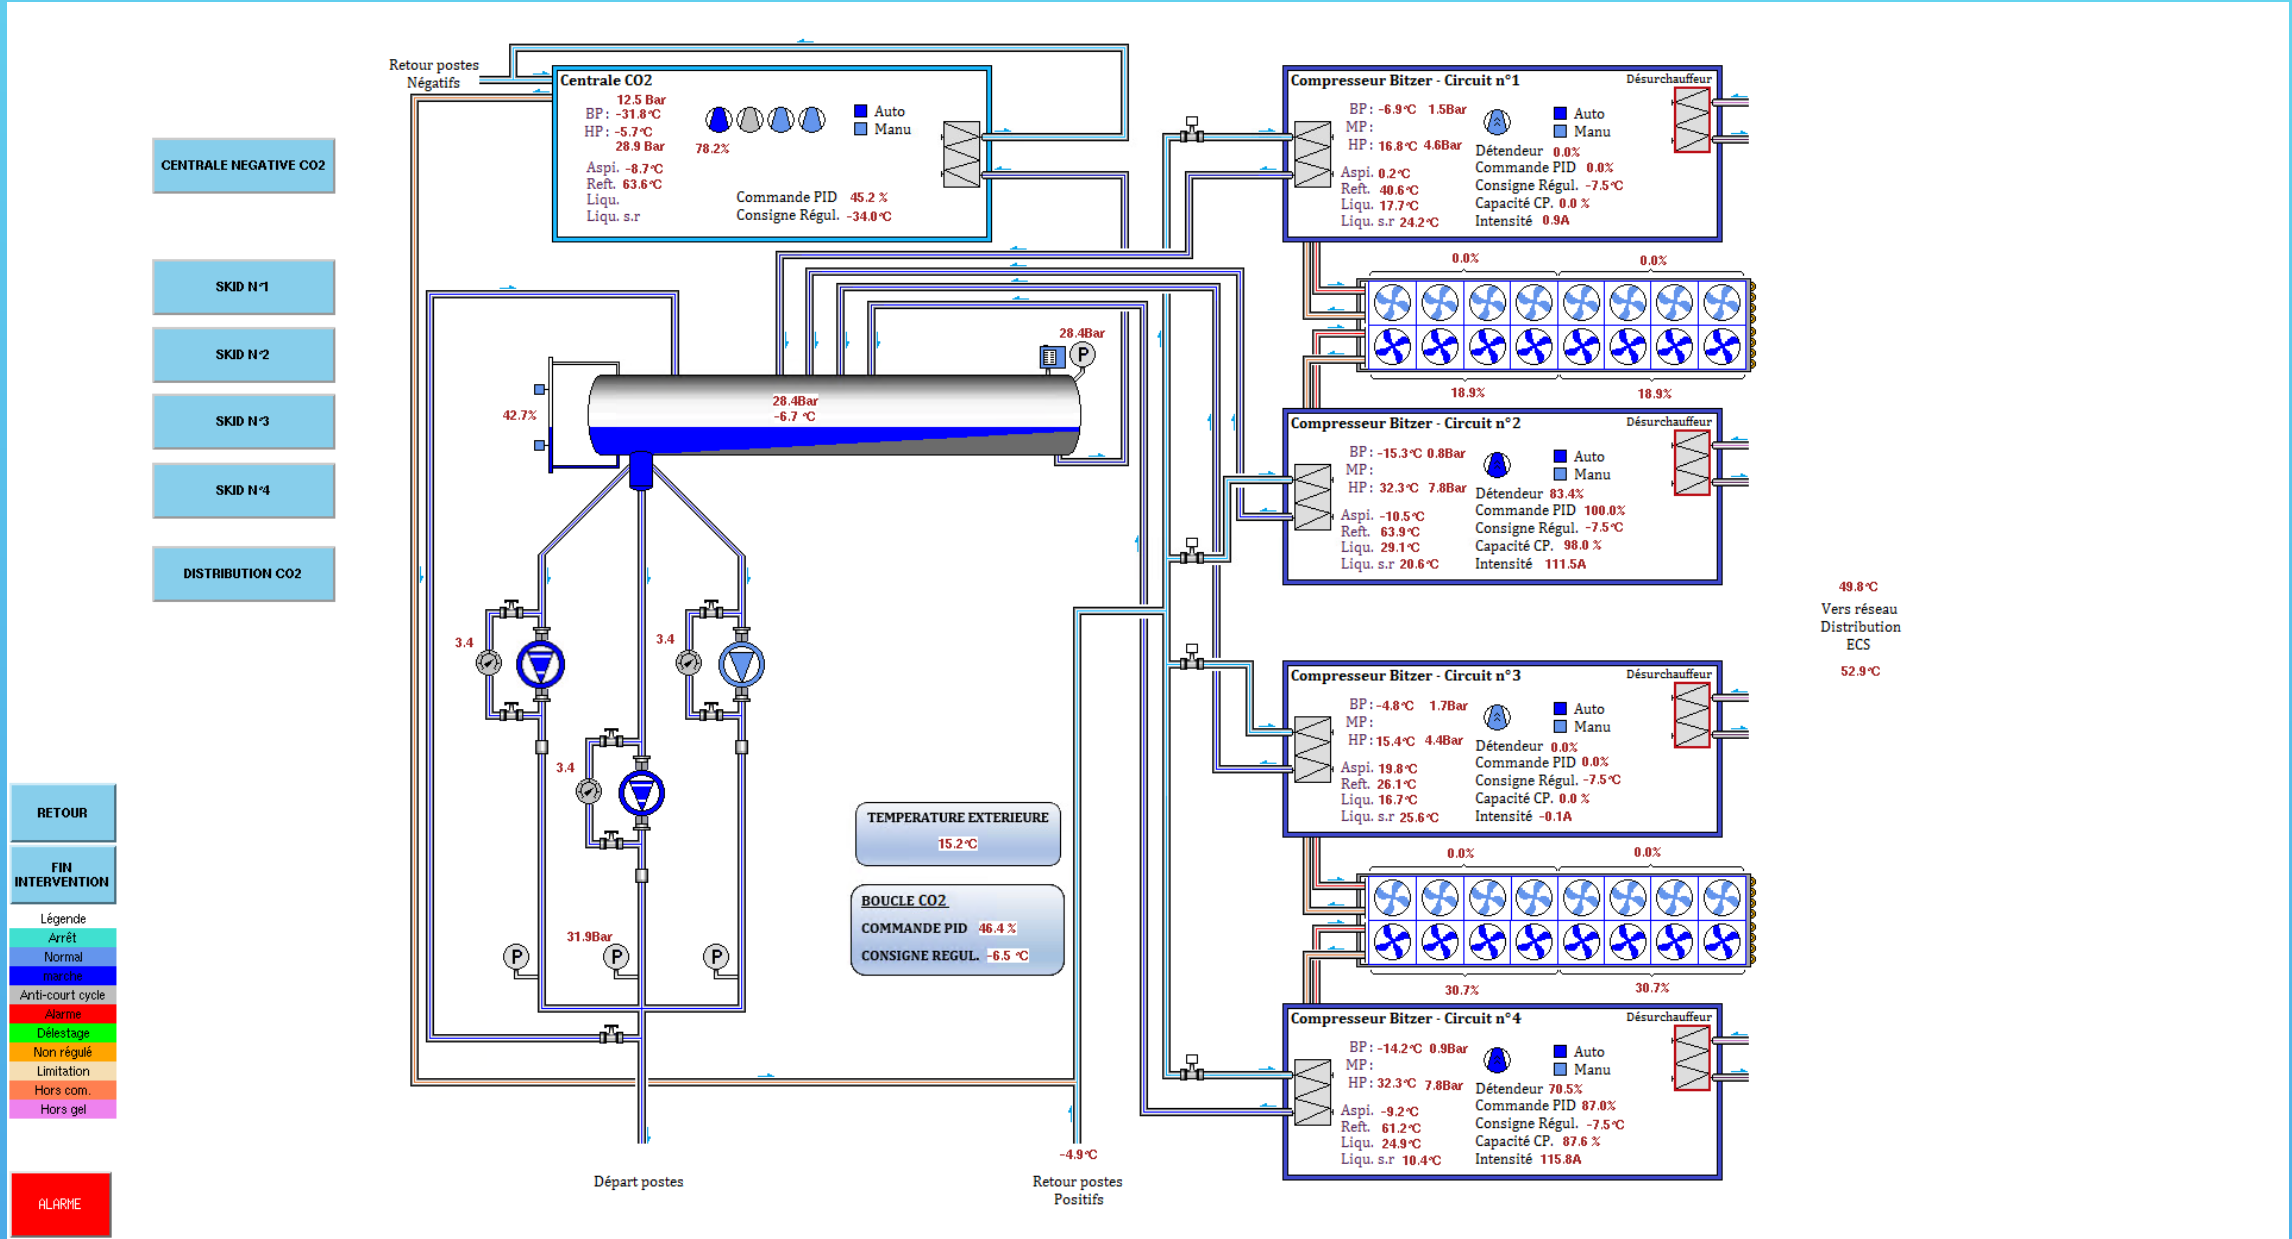 Retour postes
Négatifs
Centrale CO2
12.5 Bar
BP : -31.8°C
HP : -5.7°C
28.9 Bar
78.2%
Auto
Manu
Aspi. -8.7°C
Reft. 63.6°C
Liqu.
Liqu. s.r
Commande PID 45.2 %
Consigne Régul. -34.0°C
Compresseur Bitzer - Circuit n°1
Désurchauffeur
BP : -6.9°C 1.5Bar
MP :
HP : 16.8°C 4.6Bar
Auto
Manu
Aspi. 0.2°C
Reft. 40.6°C
Liqu. 17.7°C
Liqu. s.r 24.2°C
Détendeur 0.0%
Commande PID 0.0%
Consigne Régul. -7.5°C
Capacité CP. 0.0 %
Intensité 0.9A
0.0%
0.0%
18.9%
18.9%
CENTRALE NEGATIVE CO2
SKID N°1
SKID N°2
SKID N°3
SKID N°4
DISTRIBUTION CO2
28.4Bar
42.7%
28.4Bar
-6.7 °C
Compresseur Bitzer - Circuit n°2
Désurchauffeur
BP : -15.3°C 0.8Bar
MP :
HP : 32.3°C 7.8Bar
Auto
Manu
Aspi. -10.5°C
Reft. 63.9°C
Liqu. 29.1°C
Liqu. s.r 20.6°C
Détendeur 83.4%
Commande PID 100.0%
Consigne Régul. -7.5°C
Capacité CP. 98.0 %
Intensité 111.5A
49.8°C
Vers réseau
Distribution
ECS
52.9°C
3.4
3.4
3.4
Compresseur Bitzer - Circuit n°3
Désurchauffeur
BP : -4.8°C 1.7Bar
MP :
HP : 15.4°C 4.4Bar
Auto
Manu
Aspi. 19.8°C
Reft. 26.1°C
Liqu. 16.7°C
Liqu. s.r 25.6°C
Détendeur 0.0%
Commande PID 0.0%
Consigne Régul. -7.5°C
Capacité CP. 0.0 %
Intensité -0.1A
0.0%
0.0%
30.7%
30.7%
TEMPERATURE EXTERIEURE
15.2°C
BOUCLE CO2
COMMANDE PID 46.4 %
CONSIGNE REGUL. -6.5 °C
31.9Bar
P
P
P
P
Compresseur Bitzer - Circuit n°4
Désurchauffeur
BP : -14.2°C 0.9Bar
MP :
HP : 32.3°C 7.8Bar
Auto
Manu
Aspi. -9.2°C
Reft. 61.2°C
Liqu. 24.9°C
Liqu. s.r 10.4°C
Détendeur 70.5%
Commande PID 87.0%
Consigne Régul. -7.5°C
Capacité CP. 87.6 %
Intensité 115.8A
-4.9°C
Départ postes
Retour postes
Positifs
RETOUR
FIN
INTERVENTION
Légende
Arrêt
Normal
marche
Anti-court cycle
Alarme
Délestage
Non régulé
Limitation
Hors com.
Hors gel
ALARME